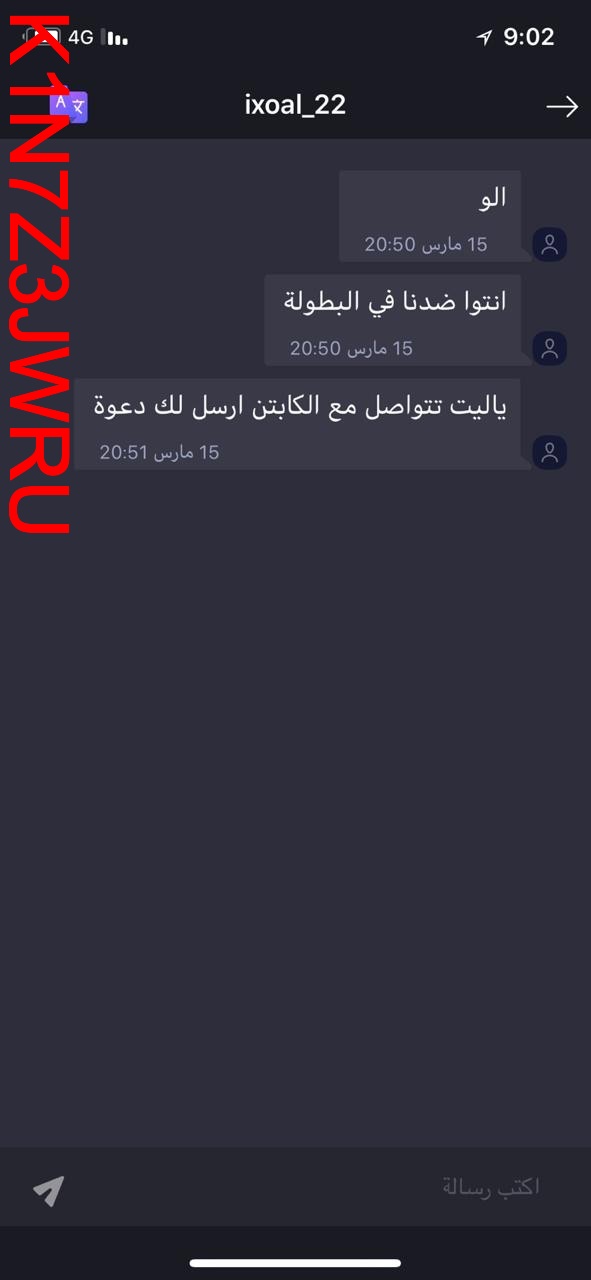 4G
9:02
ixoal_22
الو
15 مارس 20:50
انتوا ضدنا في البطولة
15 مارس 20:50
ياليت تتواصل مع الكابتن ارسل لك دعوة
15 مارس 20:51
اكتب رسالة
K1N7Z3JWRU